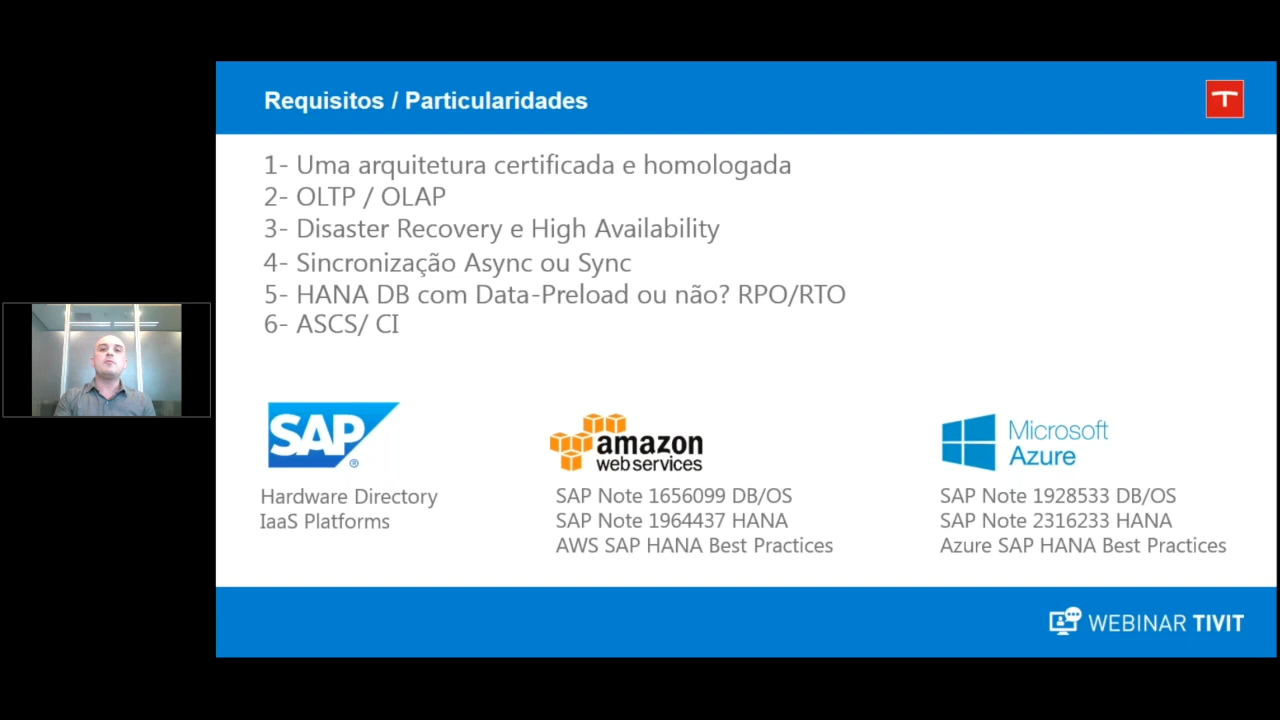 Requisitos / Particularidades
T
1- Uma arquitetura certificada e homologada
2- OLTP / OLAP
3- Disaster Recovery e High Availability
4- Sincronização Async ou Sync
5- HANA DB com Data-Preload ou não? RPO/RTO
6- ASCS/ CI
SAP®
Hardware Directory
IaaS Platforms
amazon
webservices
SAP Note 1656099 DB/OS
SAP Note 1964437 HANA
AWS SAP HANA Best Practices
Microsoft
Azure
SAP Note 1928533 DB/OS
SAP Note 2316233 HANA
Azure SAP HANA Best Practices
WEBINAR TIVIT